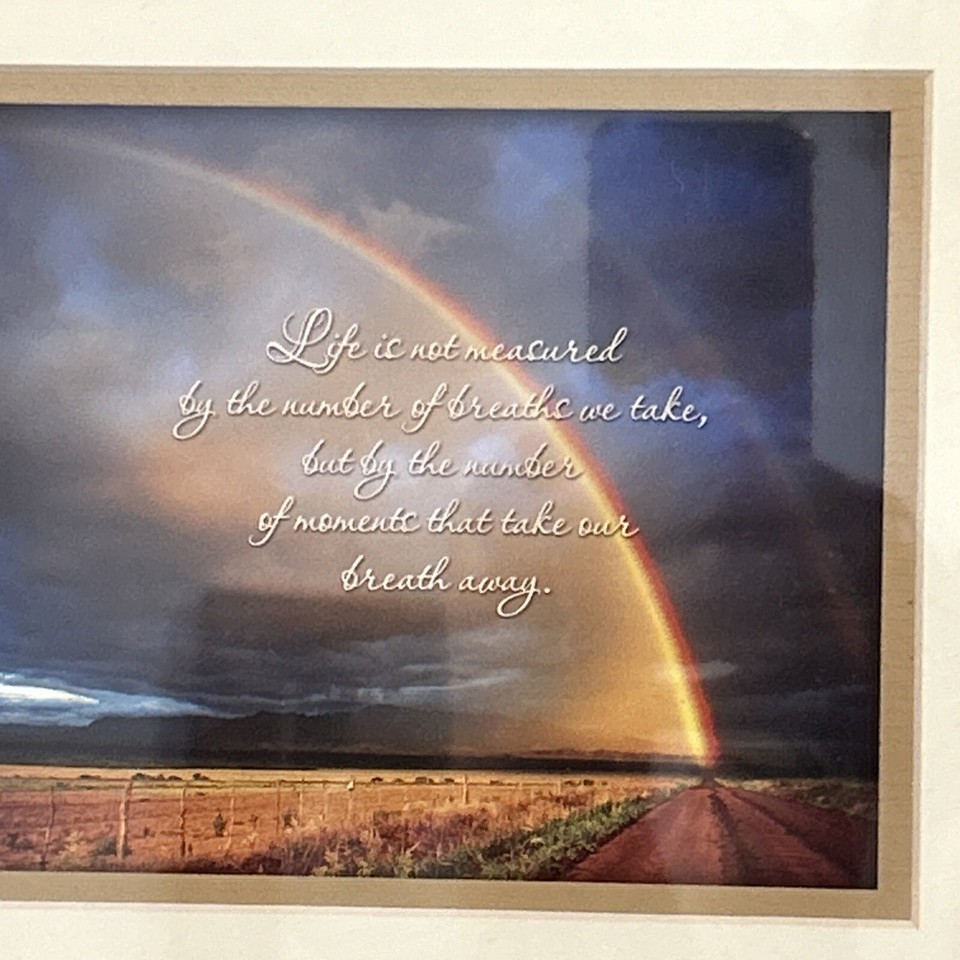 Life is not measured
by the number of breaths we take,
but by the number
of moments that take our
breath away.